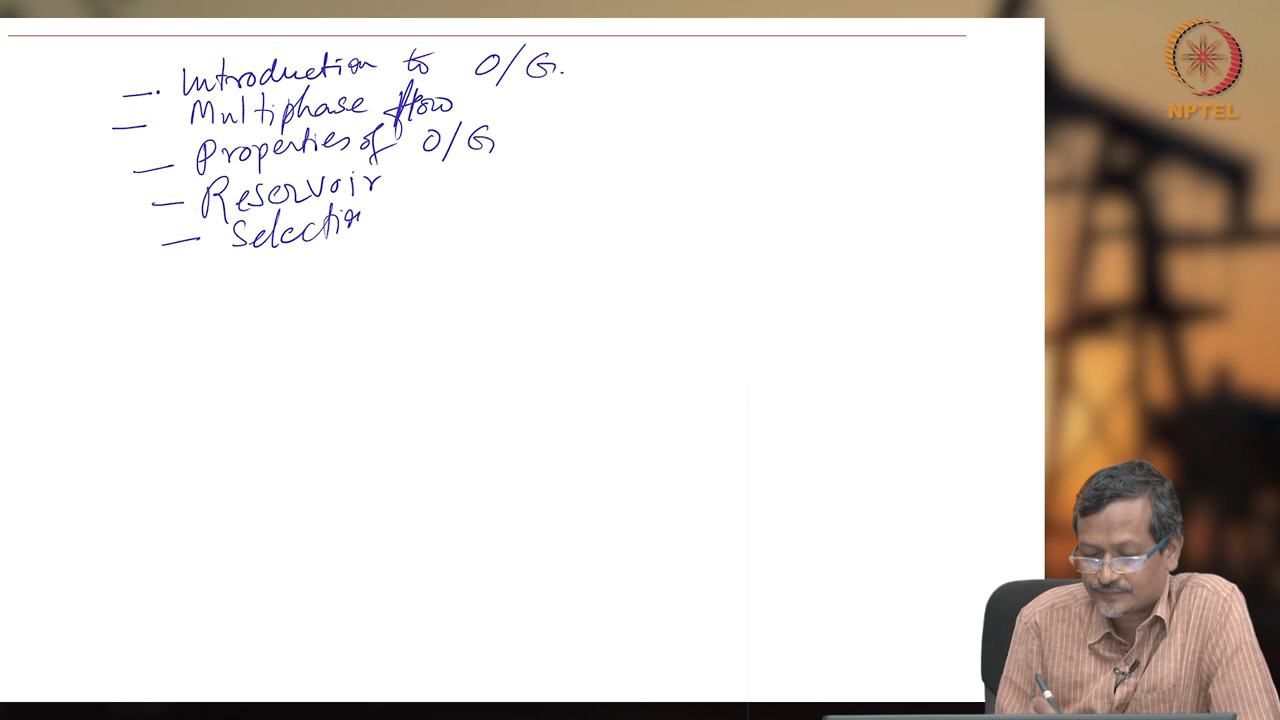 —. Introduction to O/G.
— Multiphase flow
— Properties of O/G
— Reservoir
— Selection
NPTEL